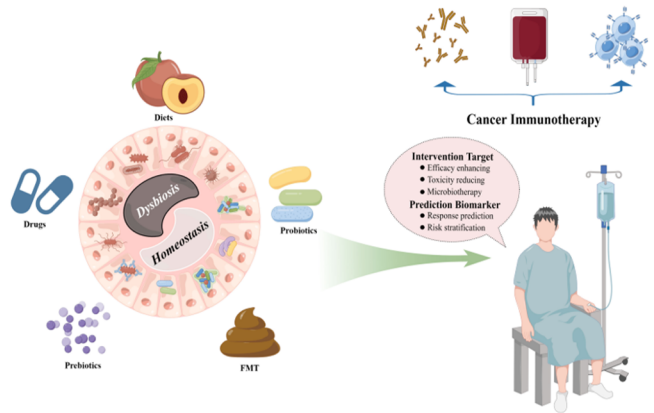 Diets
Drugs
Dysbiosis
Homeostasis
Probiotics
Prebiotics
FMT
Cancer Immunotherapy
Intervention Target
● Efficacy enhancing
● Toxicity reducing
● Microbiotherapy
Prediction Biomarker
● Response prediction
● Risk stratification